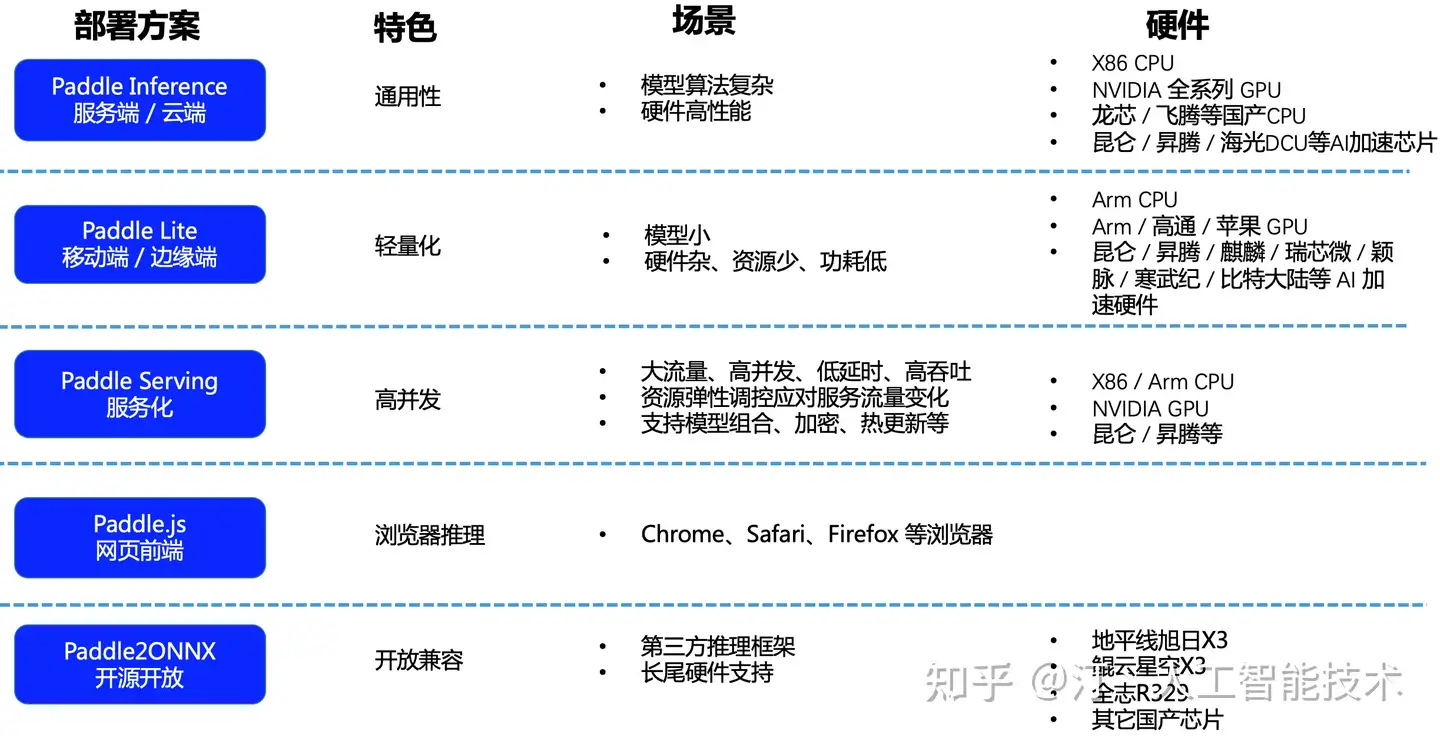 部署方案 特色 场景 硬件
Paddle Inference
服务端 / 云端
通用性
• 模型算法复杂
• 硬件高性能
• X86 CPU
• NVIDIA 全系列 GPU
• 龙芯 / 飞腾等国产CPU
• 昆仑 / 昇腾 / 海光DCU等AI加速芯片
Paddle Lite
移动端 / 边缘端
轻量化
• 模型小
• 硬件杂、资源少、功耗低
• Arm CPU
• Arm / 高通 / 苹果 GPU
• 昆仑 / 昇腾 / 麒麟 / 瑞芯微 / 颖
脉 / 寒武纪 / 比特大陆等 AI 加
速硬件
Paddle Serving
服务化
高并发
• 大流量、高并发、低延时、高吞吐
• 资源弹性调控应对服务流量变化
• 支持模型组合、加密、热更新等
• X86 / Arm CPU
• NVIDIA GPU
• 昆仑 / 昇腾等
Paddle.js
网页前端
浏览器推理
• Chrome、Safari、Firefox 等浏览器
Paddle2ONNX
开源开放
开放兼容
• 第三方推理框架
• 长尾硬件支持
• 地平线旭日X3
• 鲲云星空X3
• 全志R329
• 其它国产芯片
知乎 @汀、人工智能技术